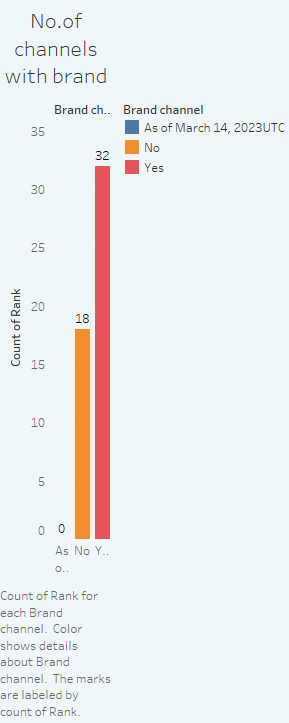 No.of
channels
with brand
Brand ch..
Brand channel
As of March 14, 2023UTC
No
Yes
35
30
25
20
15
10
5
0
Count of Rank
32
18
0
As
o..
No
Y..
Count of Rank for
each Brand
channel. Color
shows details
about Brand
channel. The marks
are labeled by
count of Rank.